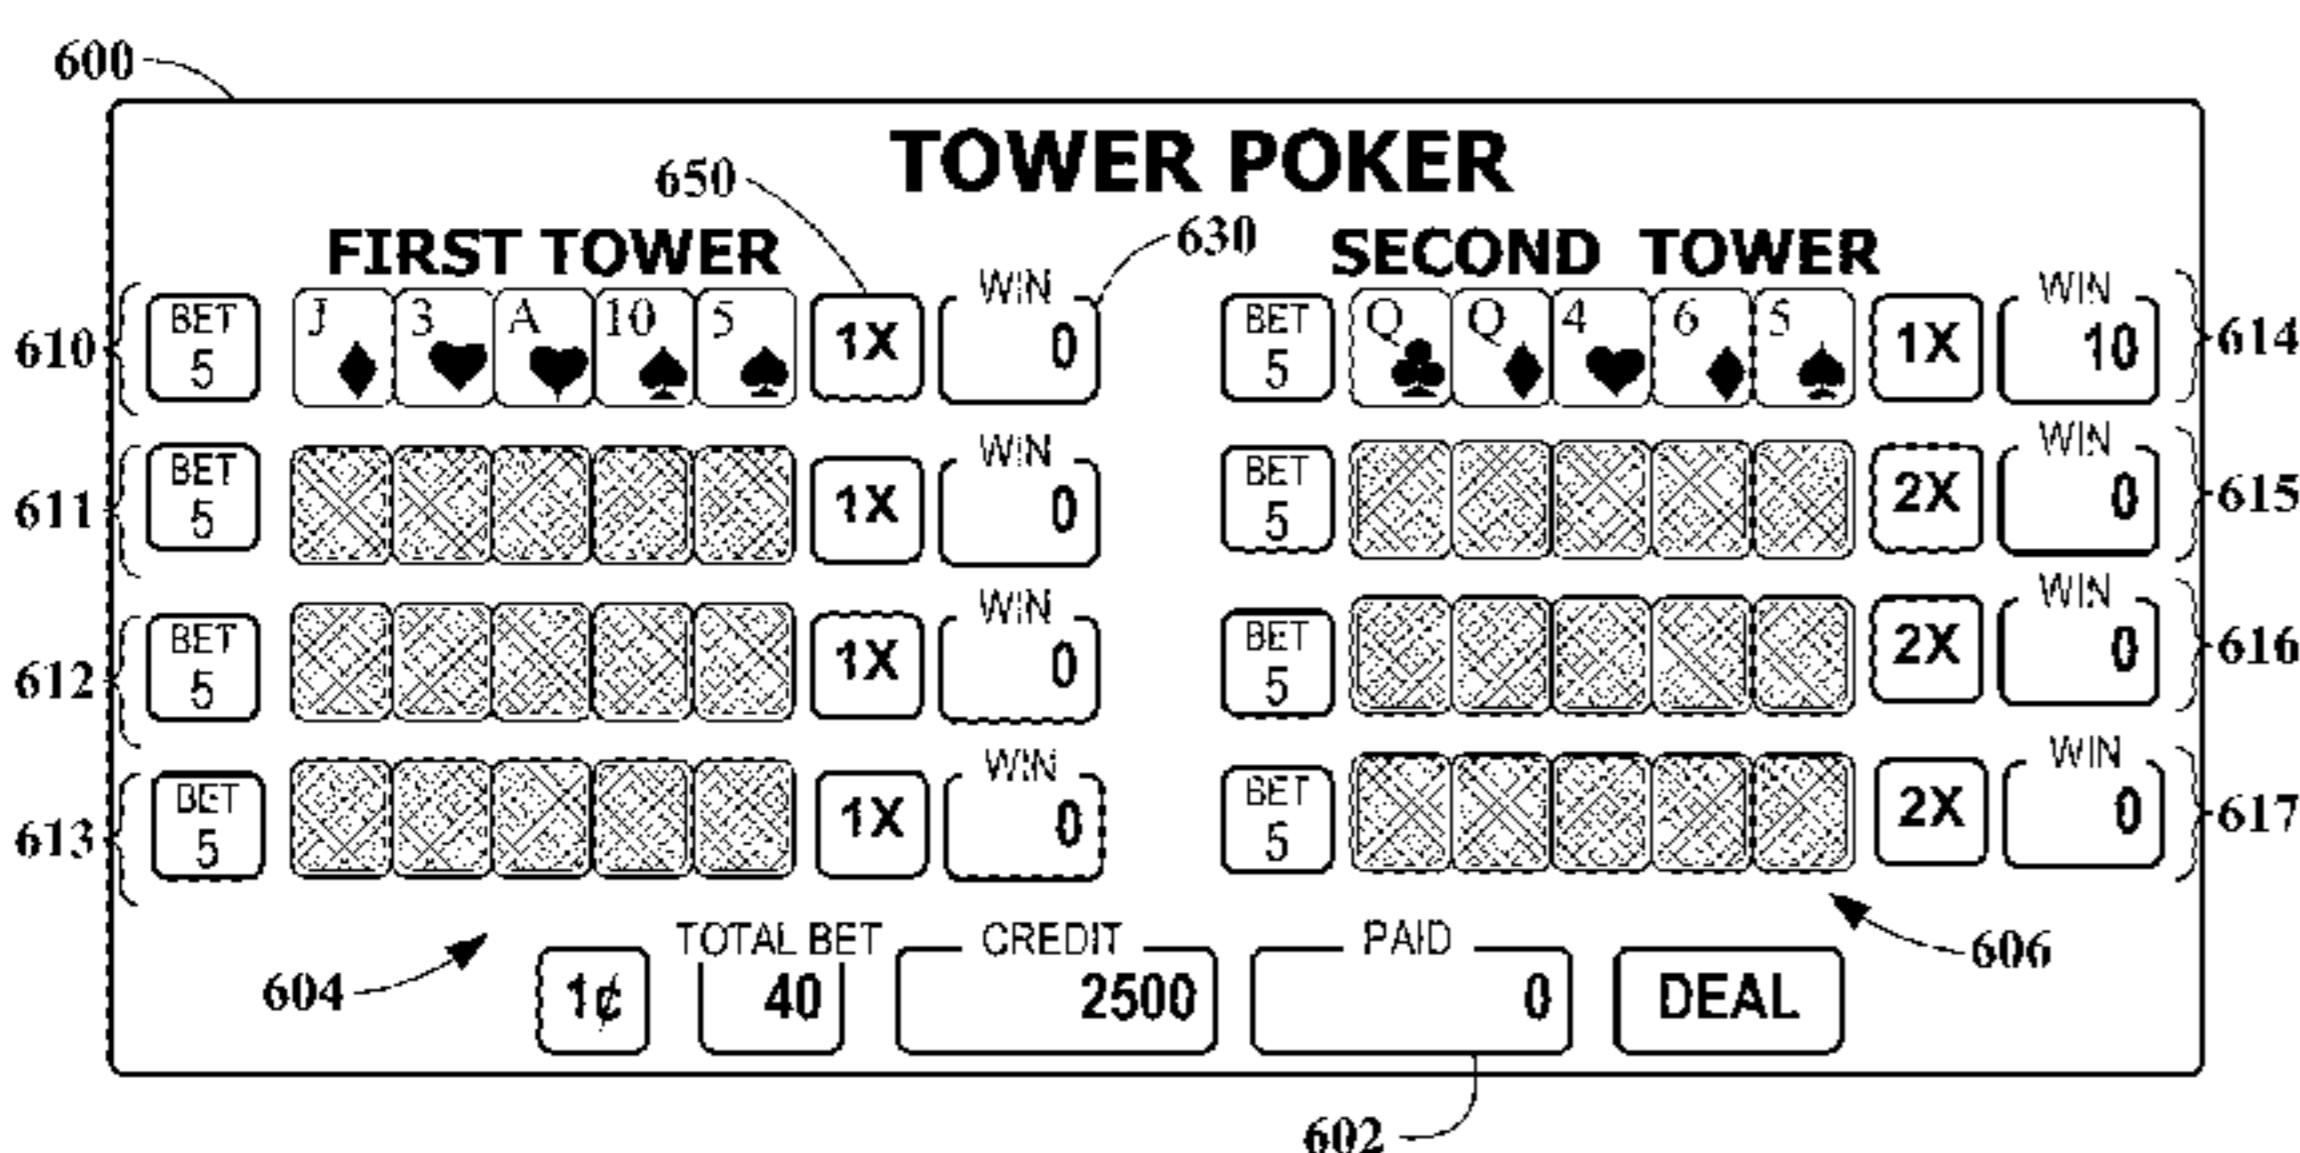 600
TOWER POKER
650
630
FIRST TOWER
SECOND TOWER
610 BET 5 J 3 A 10 5 1X WIN 0
BET 5 Q Q 4 6 5 1X WIN 10 614
611 BET 5 1X WIN 0
BET 5 2X WIN 0 615
612 BET 5 1X WIN 0
BET 5 2X WIN 0 616
613 BET 5 1X WIN 0
BET 5 2X WIN 0 617
604
606
1¢ TOTAL BET 40 CREDIT 2500 PAID 0 DEAL
602